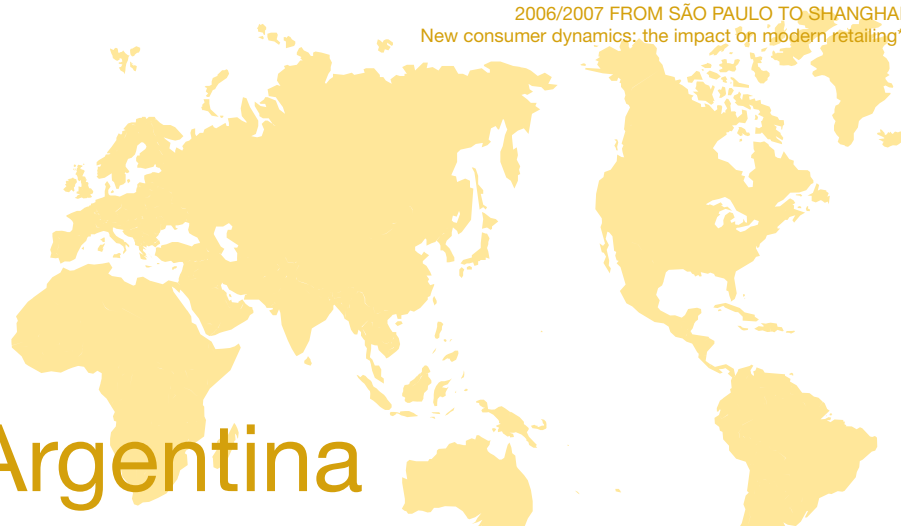 2006/2007 FROM SÃO PAULO TO SHANGHAI
New consumer dynamics: the impact on modern retailing*
Argentina